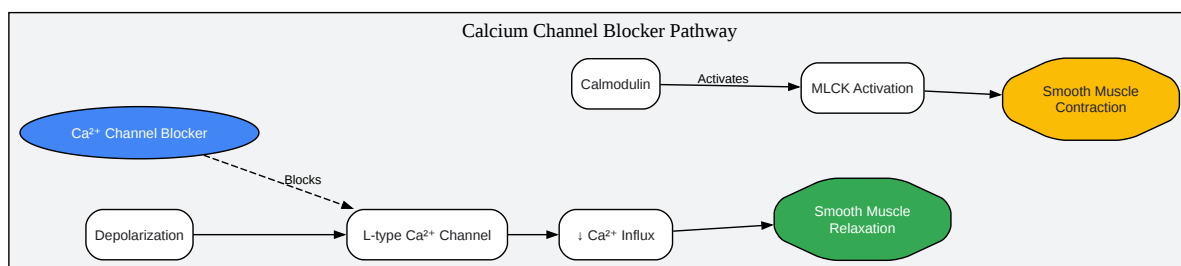 Calcium Channel Blocker Pathway
Calmodulin
Activates
MLCK Activation
Smooth Muscle
Contraction
Ca²⁺ Channel Blocker
Blocks
Depolarization
L-type Ca²⁺ Channel
↓ Ca²⁺ Influx
Smooth Muscle
Relaxation